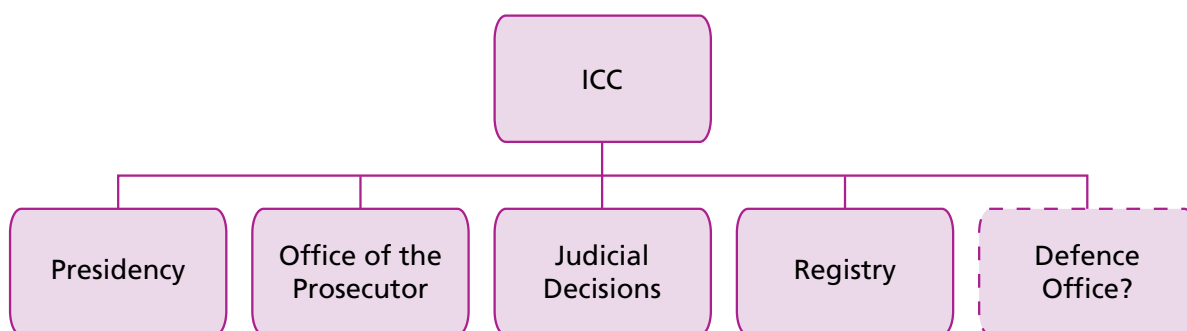 ICC
Presidency
Office of the
Prosecutor
Judicial
Decisions
Registry
Defence
Office?